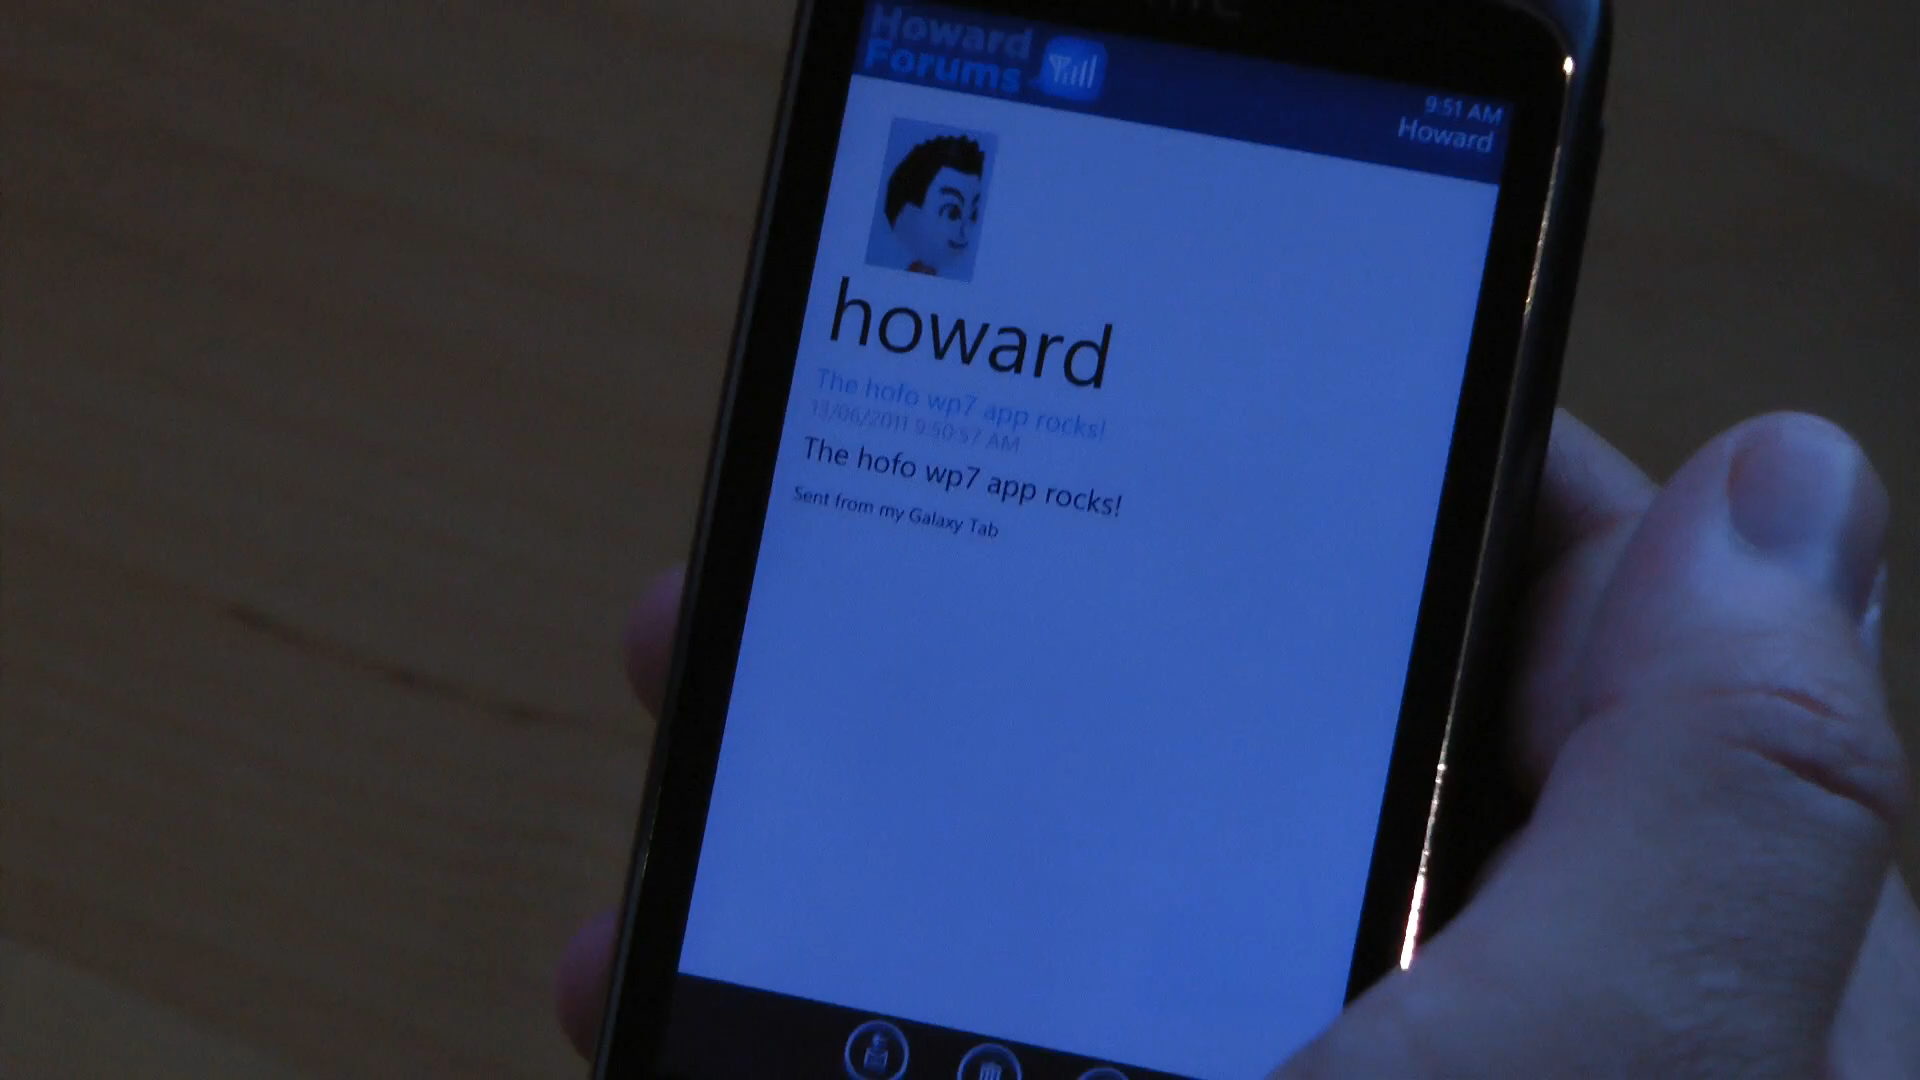 Howard
Forums
9:51 AM
Howard
howard
The hofo wp7 app rocks!
13/06/2011 9:50:57 AM
The hofo wp7 app rocks!
Sent from my Galaxy Tab